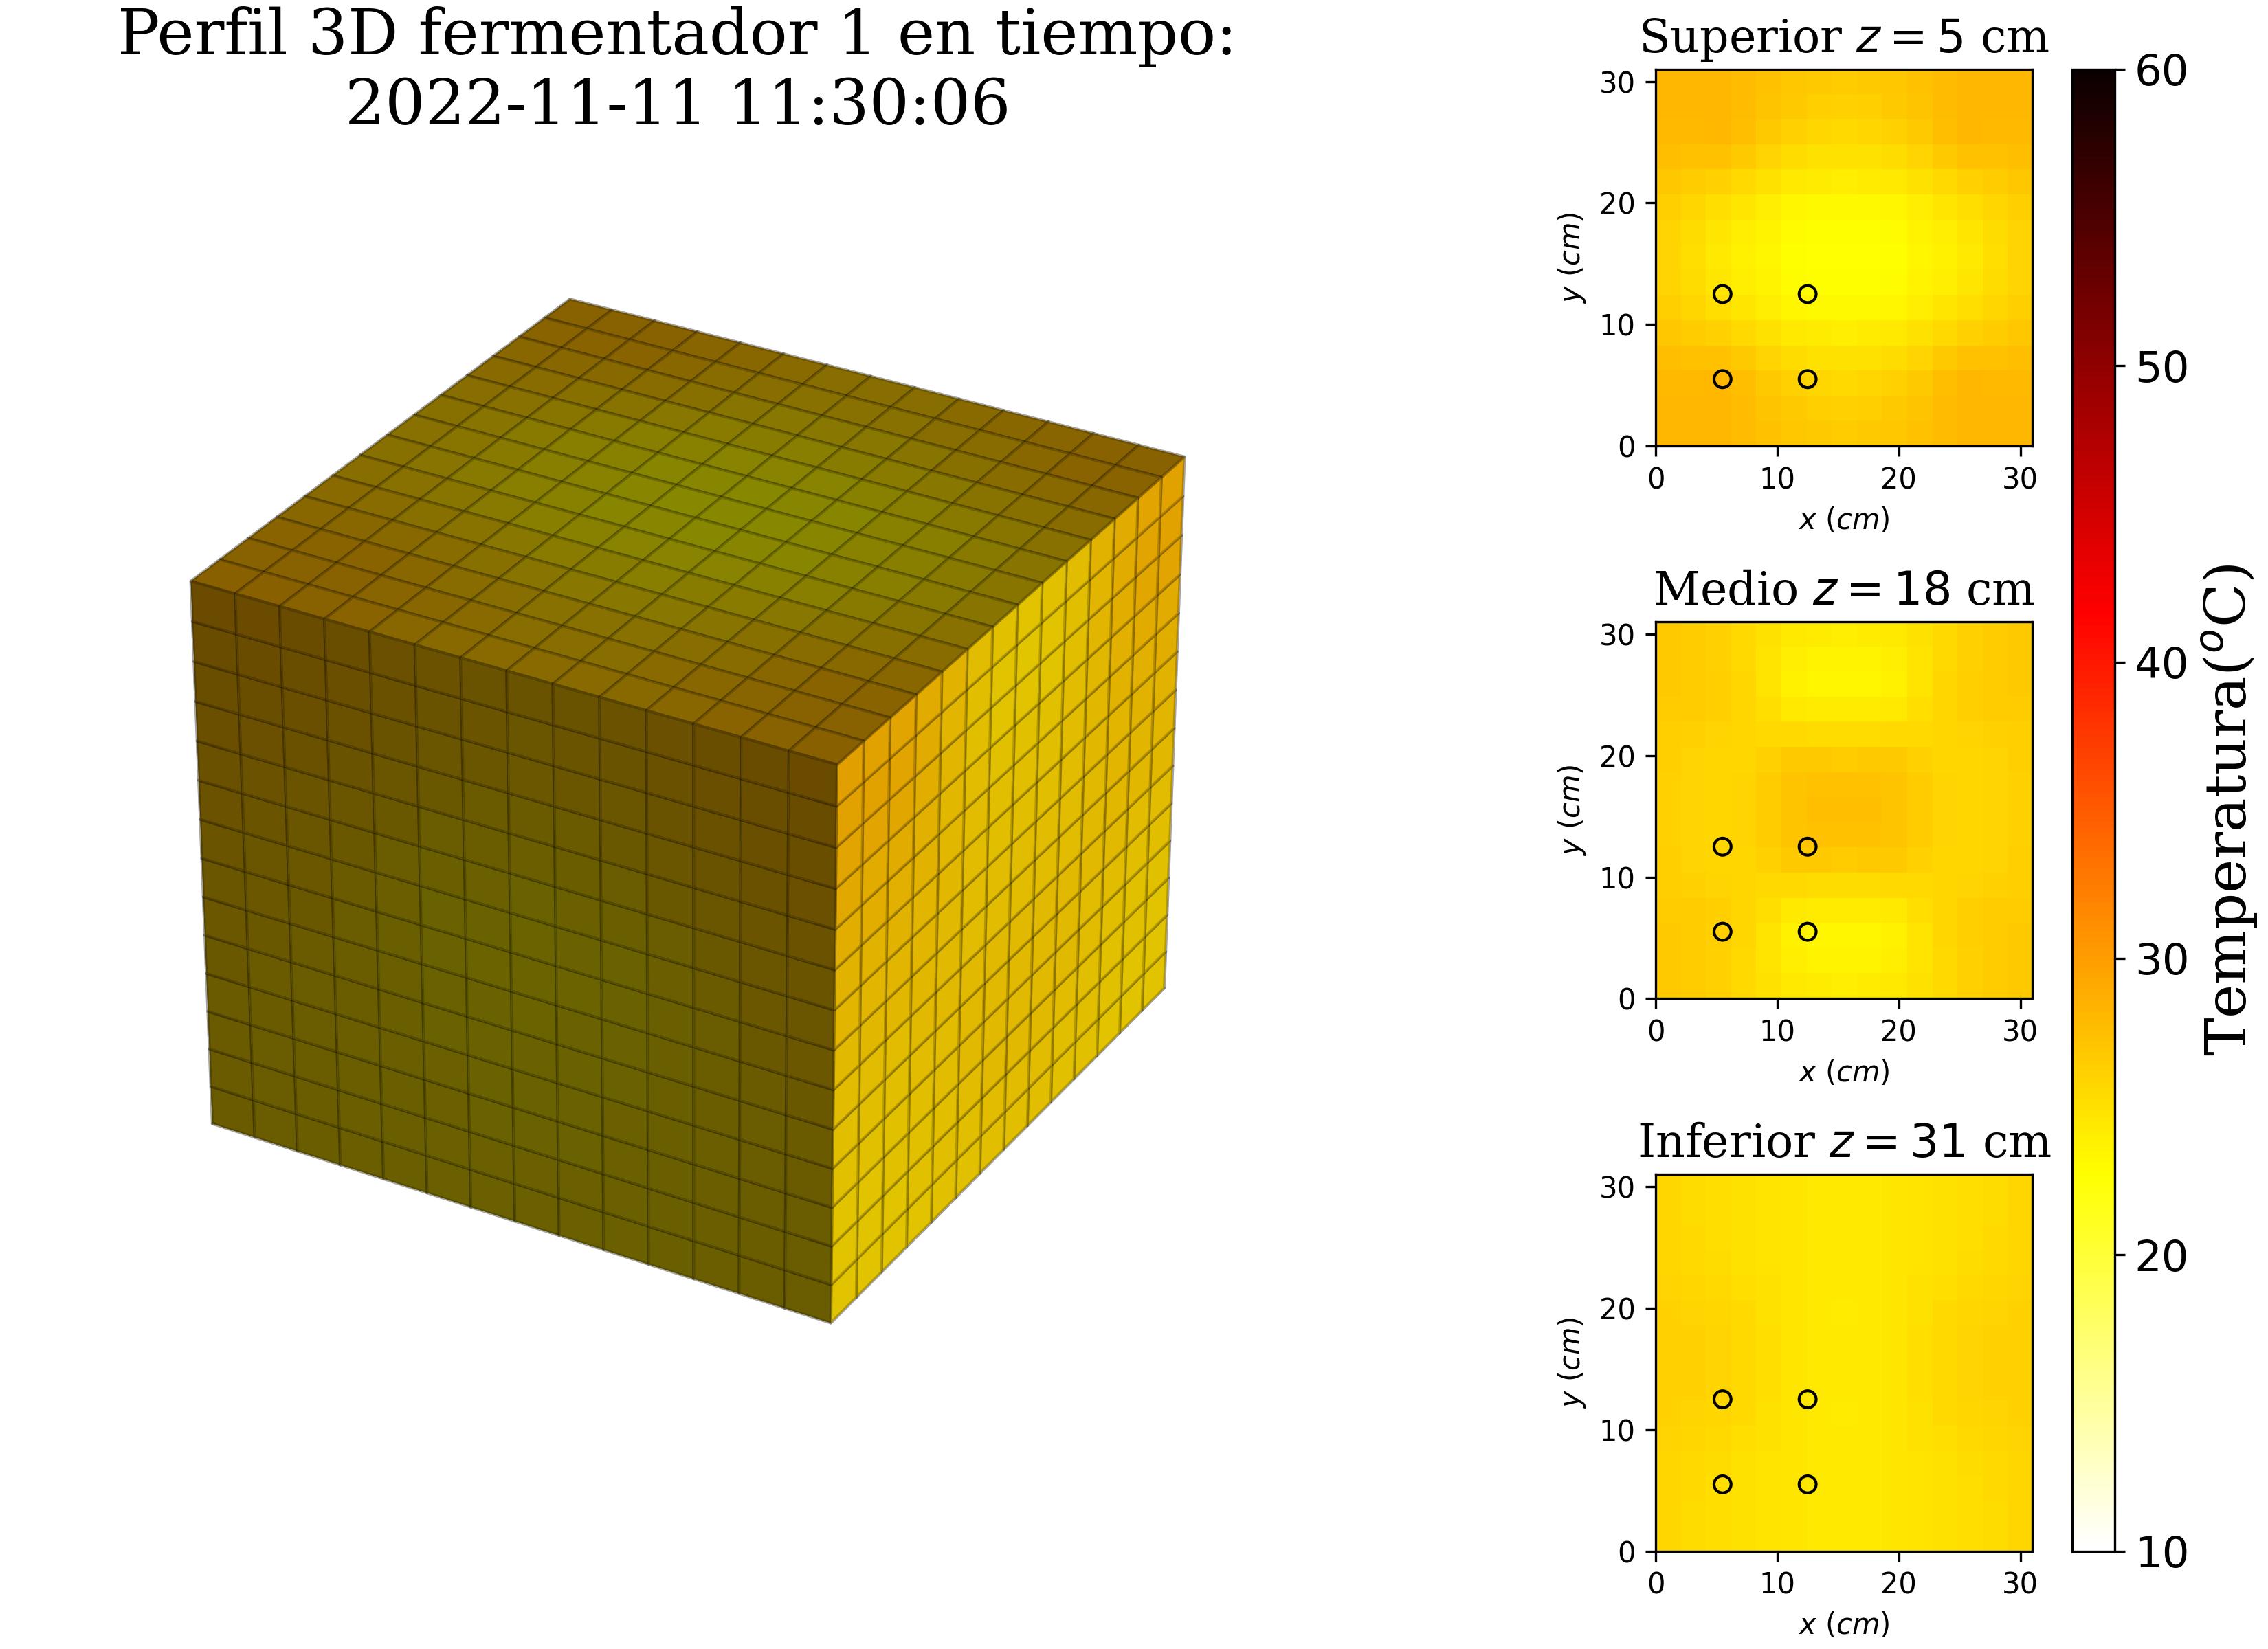 Perfil 3D fermentador 1 en tiempo:
2022-11-11 11:30:06
Superior z = 5 cm
30
20
10
0
y (cm)
0 10 20 30
x (cm)
Medio z = 18 cm
30
20
10
0
y (cm)
0 10 20 30
x (cm)
Inferior z = 31 cm
30
20
10
0
y (cm)
0 10 20 30
x (cm)
60
50
40
30
20
10
Temperatura(°C)